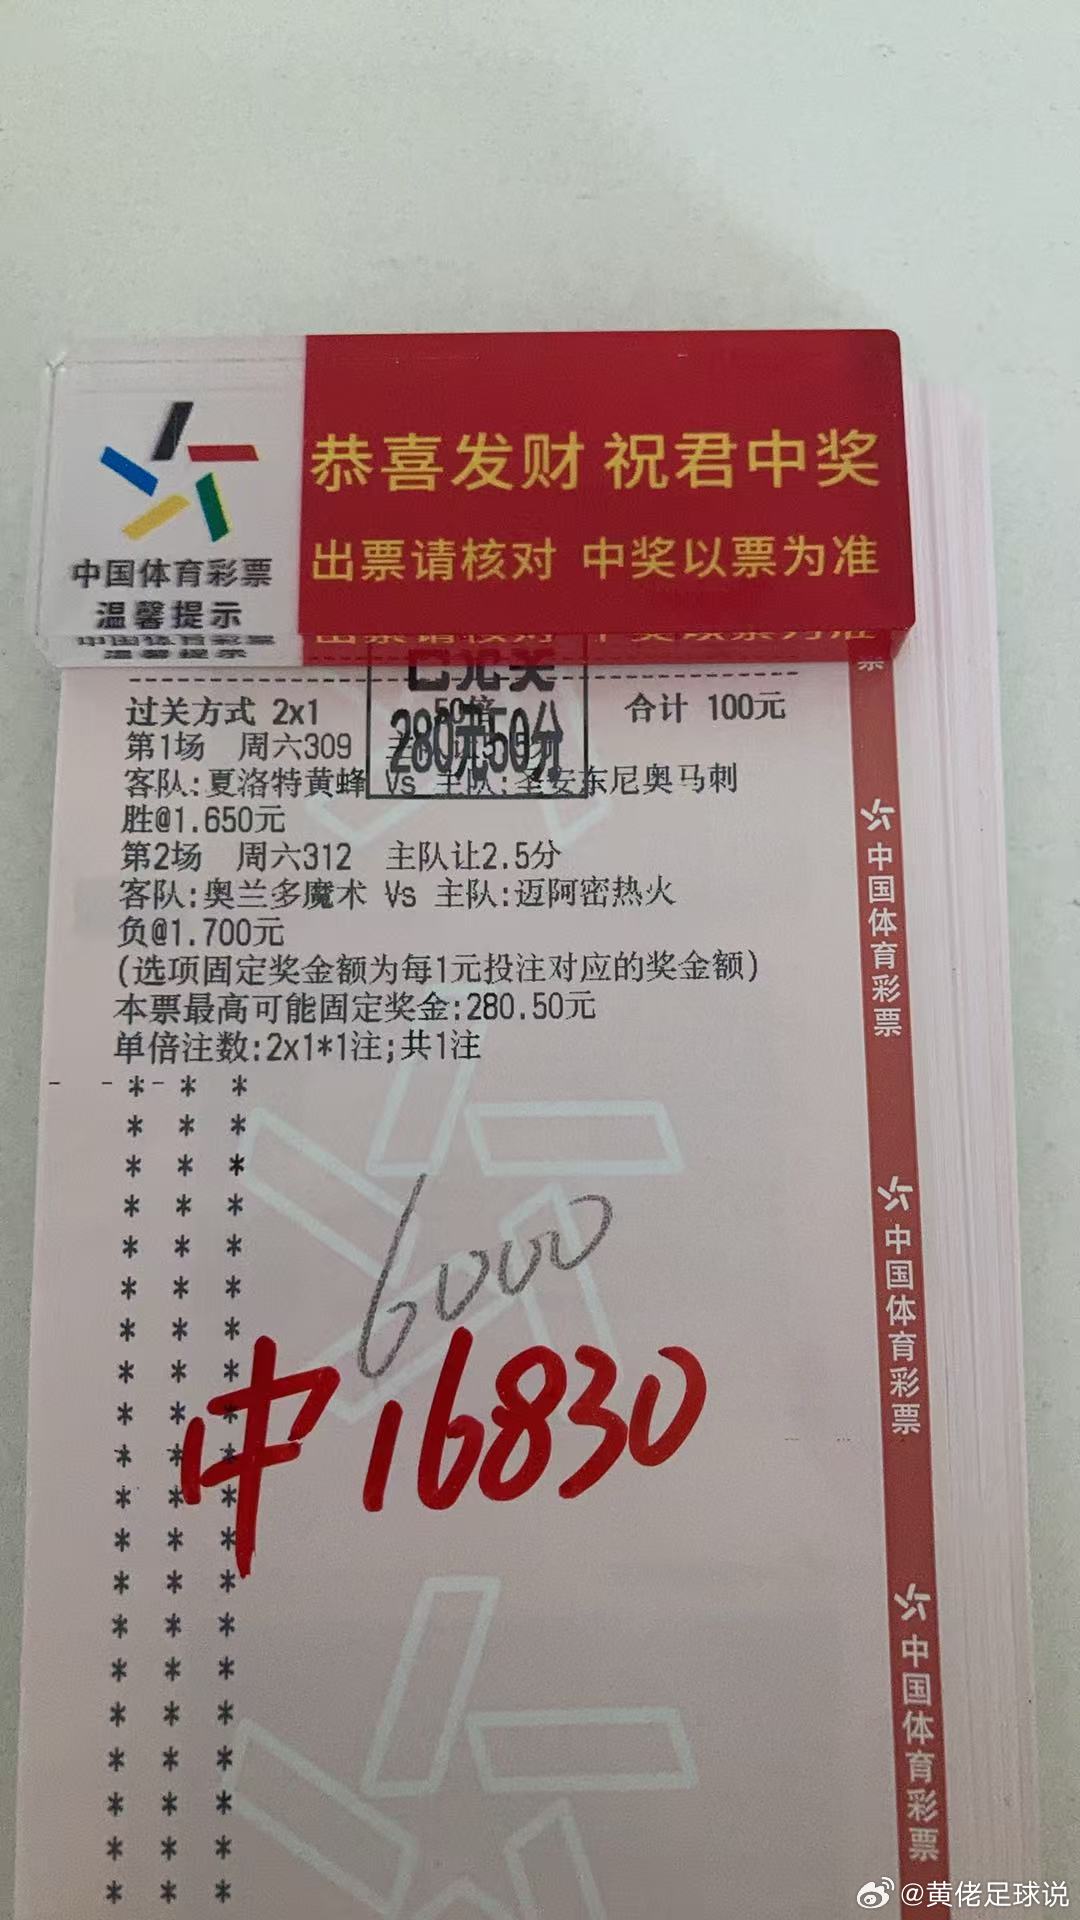 恭喜发财 祝君中奖
出票请核对 中奖以票为准
中国体育彩票
温馨提示
已兑奖
280元50分
过关方式 2x1 50倍 合计 100元
第1场 周六309
客队:夏洛特黄蜂 Vs 主队:圣安东尼奥马刺
胜@1.650元
第2场 周六312 主队让2.5分
客队:奥兰多魔术 Vs 主队:迈阿密热火
负@1.700元
(选项固定奖金额为每1元投注对应的奖金额)
本票最高可能固定奖金:280.50元
单倍注数:2x1*1注;共1注
6000
中16830
票
中国体育彩票
中国体育彩票
中国体育彩票
@黄佬足球说